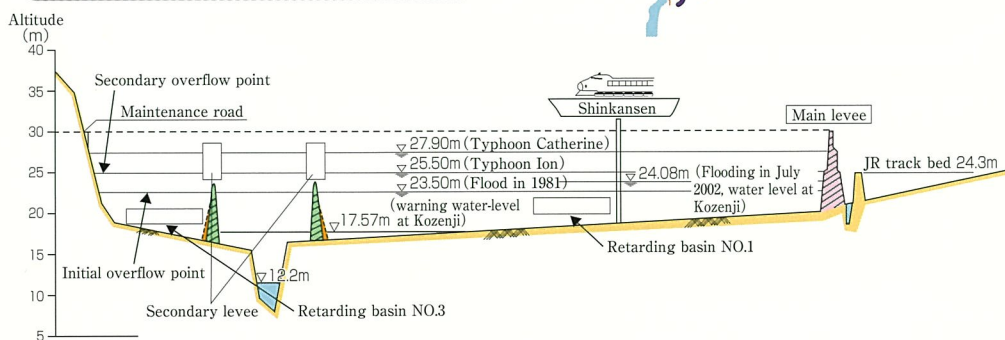 Altitude
(m)
40
35
30
25
20
15
10
5
Secondary overflow point
Maintenance road
Shinkansen
Main levee
27.90m (Typhoon Catherine)
25.50m (Typhoon Ion)
23.50m (Flood in 1981)
(warning water-level
at Kozenji)
24.08m (Flooding in July
2002, water level at
Kozenji)
JR track bed 24.3m
17.57m
Retarding basin NO.1
Initial overflow point
12.2m
Secondary levee
Retarding basin NO.3